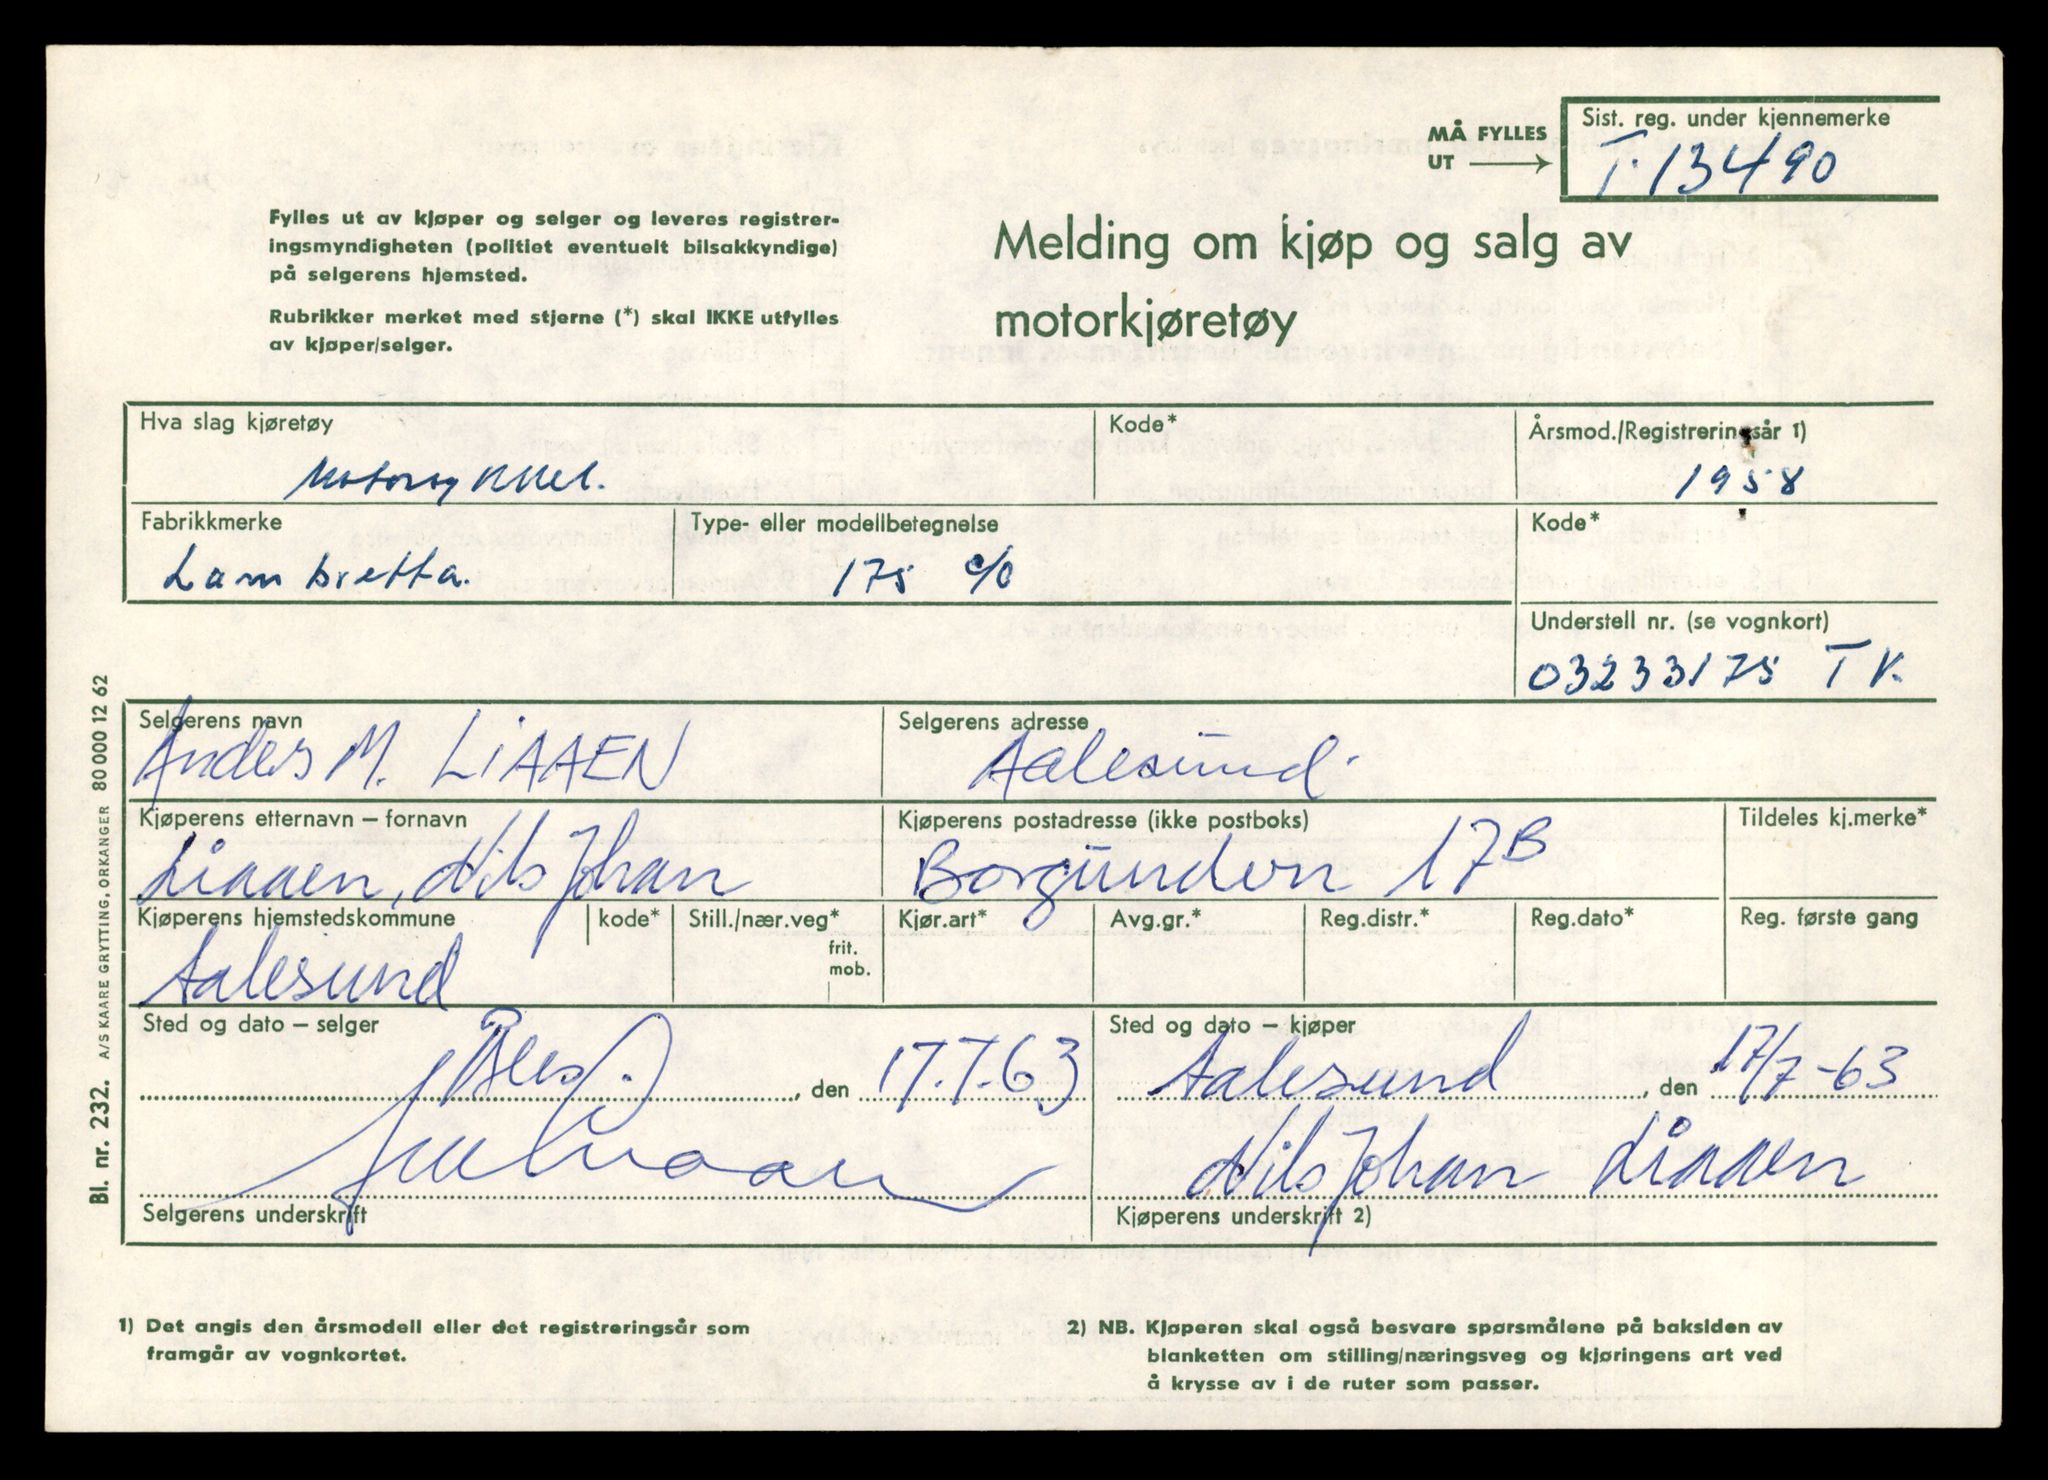 MÅ FYLLES
UT
Sist. reg. under kjennemerke
T-13490
Fylles ut av kjøper og selger og leveres registrer-
ingsmyndigheten (politiet eventuelt bilsakkyndige)
på selgerens hjemsted.
Rubrikker merket med stjerne (*) skal IKKE utfylles
av kjøper/selger.
Melding om kjøp og salg av
motorkjøretøy
Hva slag kjøretøy
Motorsykkel.
Kode*
Årsmod./Registreringsår 1)
1958
Fabrikkmerke
Lambretta.
Type- eller modellbetegnelse
175 c/c
Kode*
Understell nr. (se vognkort)
03233175 TV.
Selgerens navn
Anders M. LIAAEN
Selgerens adresse
Aalesund.
Kjøperens etternavn – fornavn
Liaaen, Nils Johan
Kjøperens postadresse (ikke postboks)
Borgundvn 17B
Tildeles kj.merke*
Kjøperens hjemstedskommune
Aalesund
kode*
Still./nær.veg*
frit.
mob.
Kjør.art*
Avg.gr.*
Reg.distr.*
Reg.dato*
Reg. første gang
Sted og dato – selger
, den 17.7.63
Selgerens underskrift
Sted og dato – kjøper
Aalesund , den 17/7-63
Nils Johan Liaaen
Kjøperens underskrift 2)
1) Det angis den årsmodell eller det registreringsår som
framgår av vognkortet.
2) NB. Kjøperen skal også besvare spørsmålene på baksiden av
blanketten om stilling/næringsveg og kjøringens art ved
å krysse av i de ruter som passer.
Bl. nr. 232. A/S KAARE GRYTTING, ORKANGER 80 000 12 62